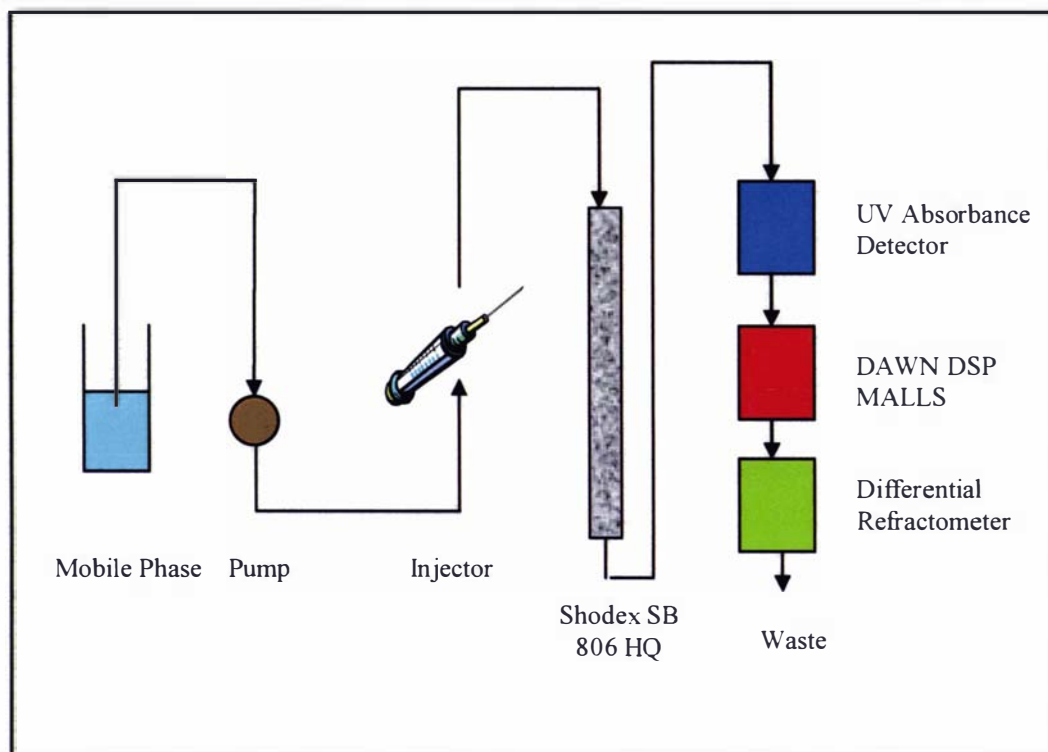 UV Absorbance
Detector
DAWN DSP
MALLS
Differential
Refractometer
Mobile Phase
Pump
Injector
Shodex SB
806 HQ
Waste